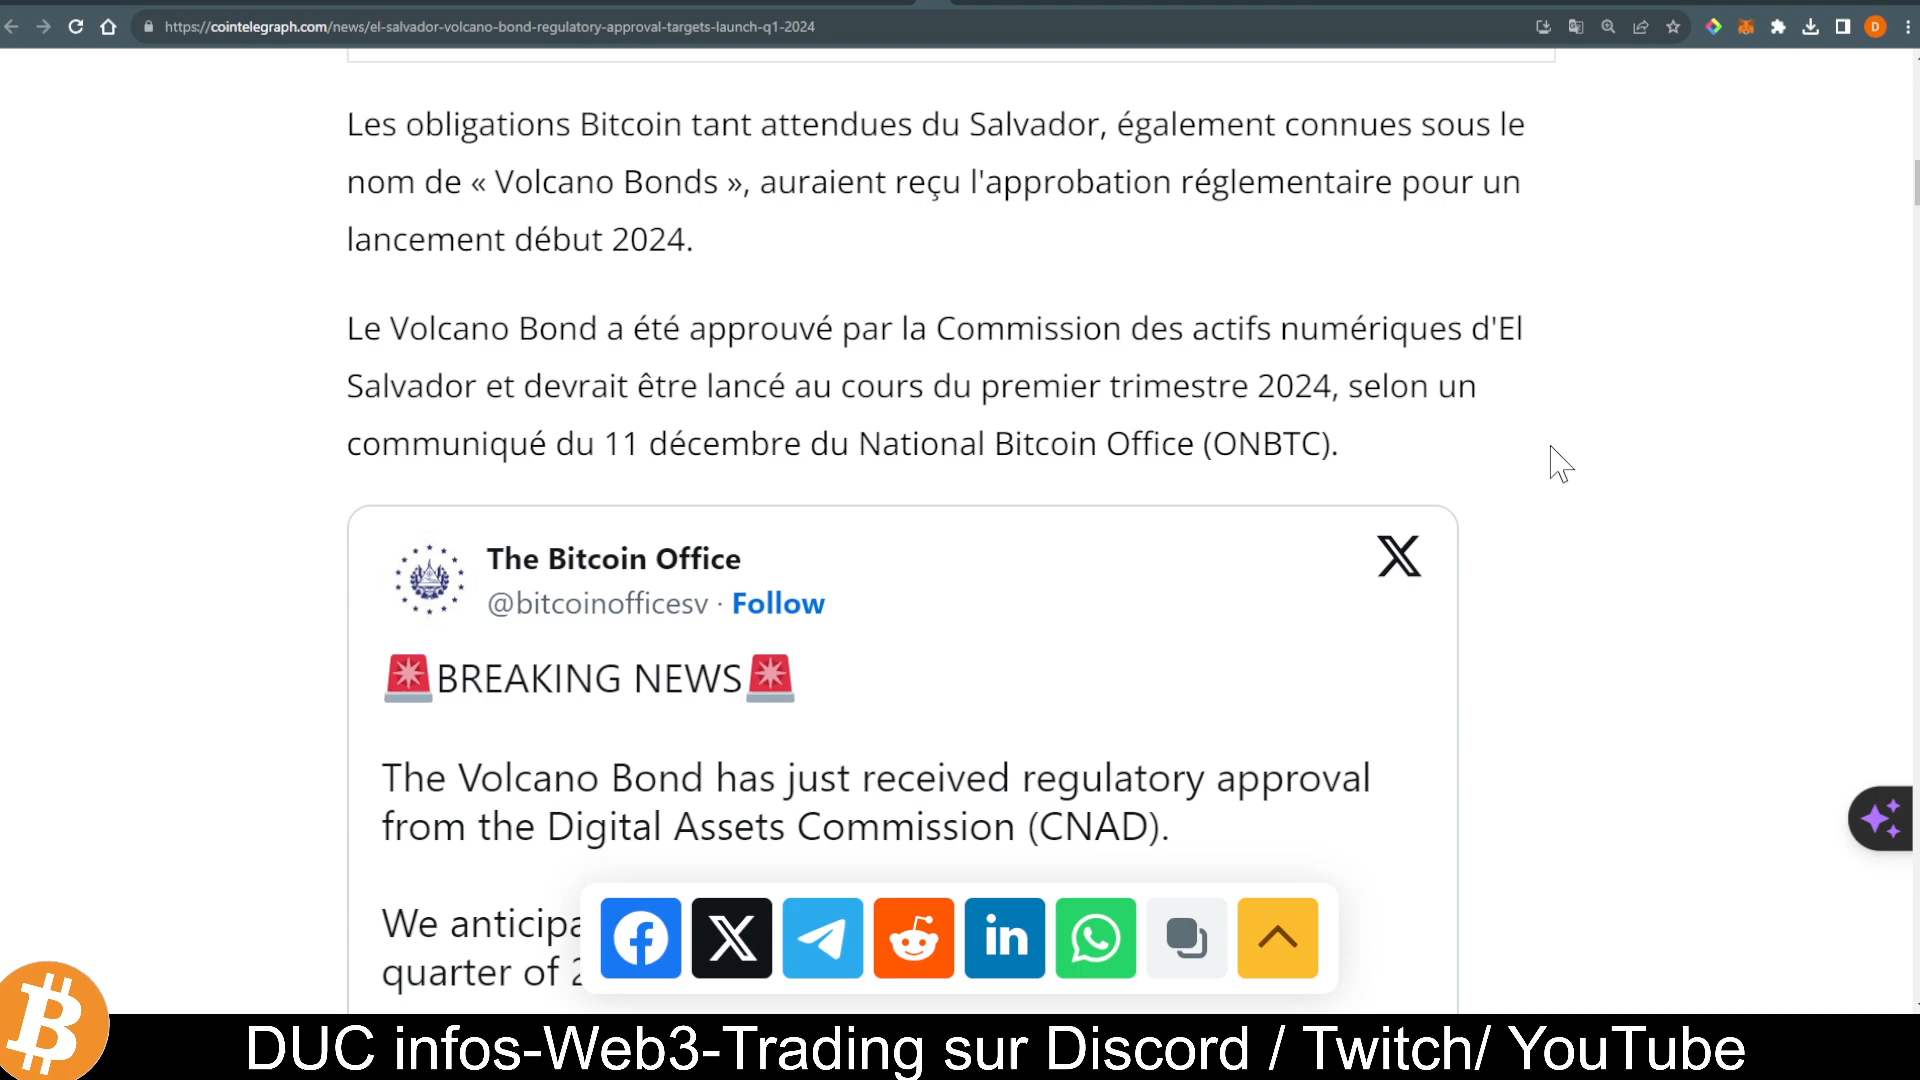 https://cointelegraph.com/news/el-salvador-volcano-bond-regulatory-approval-targets-launch-q1-2024
D
Les obligations Bitcoin tant attendues du Salvador, également connues sous le
nom de « Volcano Bonds », auraient reçu l'approbation réglementaire pour un
lancement début 2024.
Le Volcano Bond a été approuvé par la Commission des actifs numériques d'El
Salvador et devrait être lancé au cours du premier trimestre 2024, selon un
communiqué du 11 décembre du National Bitcoin Office (ONBTC).
The Bitcoin Office
@bitcoinofficesv · Follow
BREAKING NEWS
The Volcano Bond has just received regulatory approval
from the Digital Assets Commission (CNAD).
We anticipa
quarter of 2
DUC infos-Web3-Trading sur Discord / Twitch/ YouTube